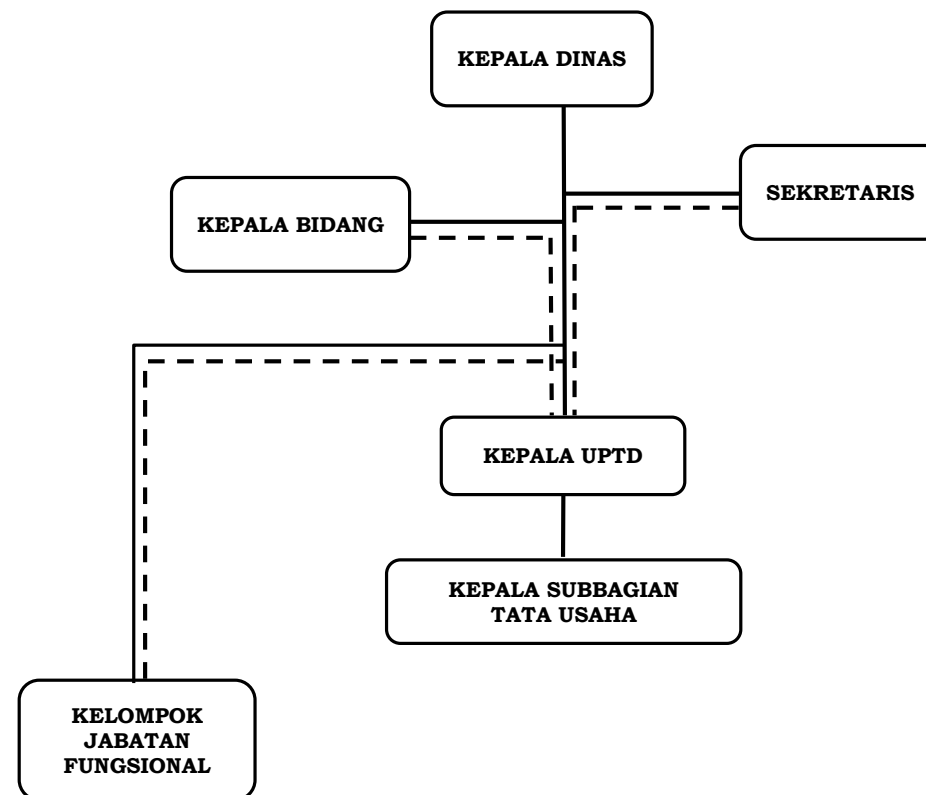 KEPALA DINAS
SEKRETARIS
KEPALA BIDANG
KEPALA UPTD
KEPALA SUBBAGIAN
TATA USAHA
KELOMPOK
JABATAN
FUNGSIONAL